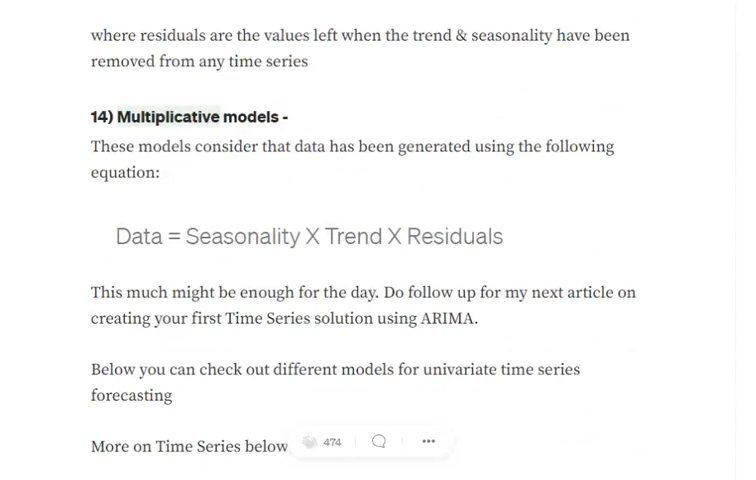 where residuals are the values left when the trend & seasonality have been
removed from any time series
14) Multiplicative models -
These models consider that data has been generated using the following
equation:
Data = Seasonality X Trend X Residuals
This much might be enough for the day. Do follow up for my next article on
creating your first Time Series solution using ARIMA.
Below you can check out different models for univariate time series
forecasting
More on Time Series below
474